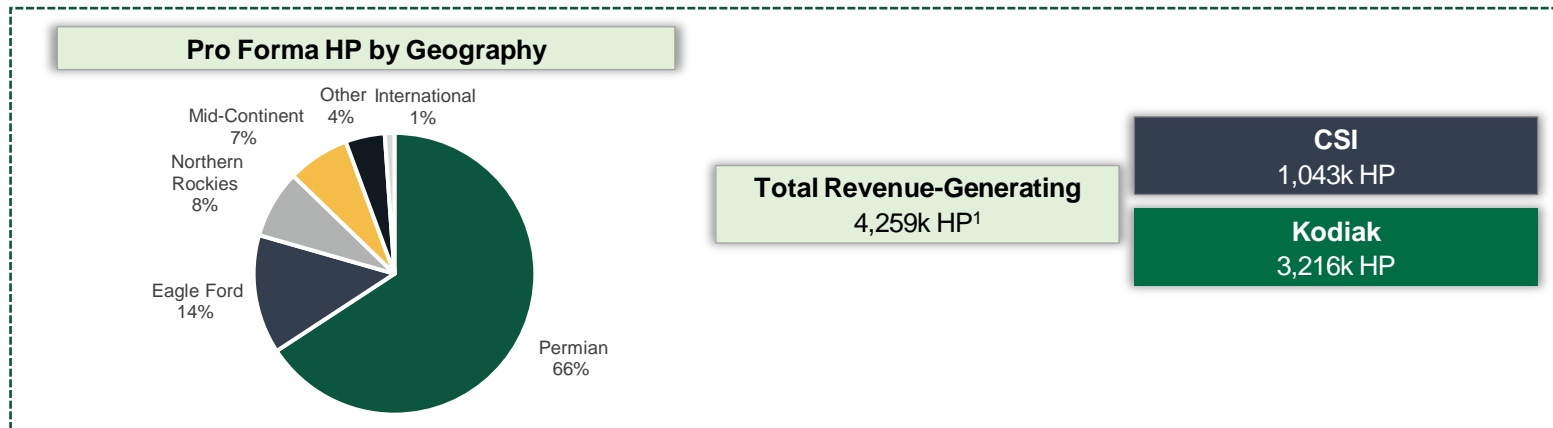 Pro Forma HP by Geography
Other
4%
International
1%
Mid-Continent
7%
Northern
Rockies
8%
Eagle Ford
14%
Permian
66%
Total Revenue-Generating
4,259k HP¹
CSI
1,043k HP
Kodiak
3,216k HP